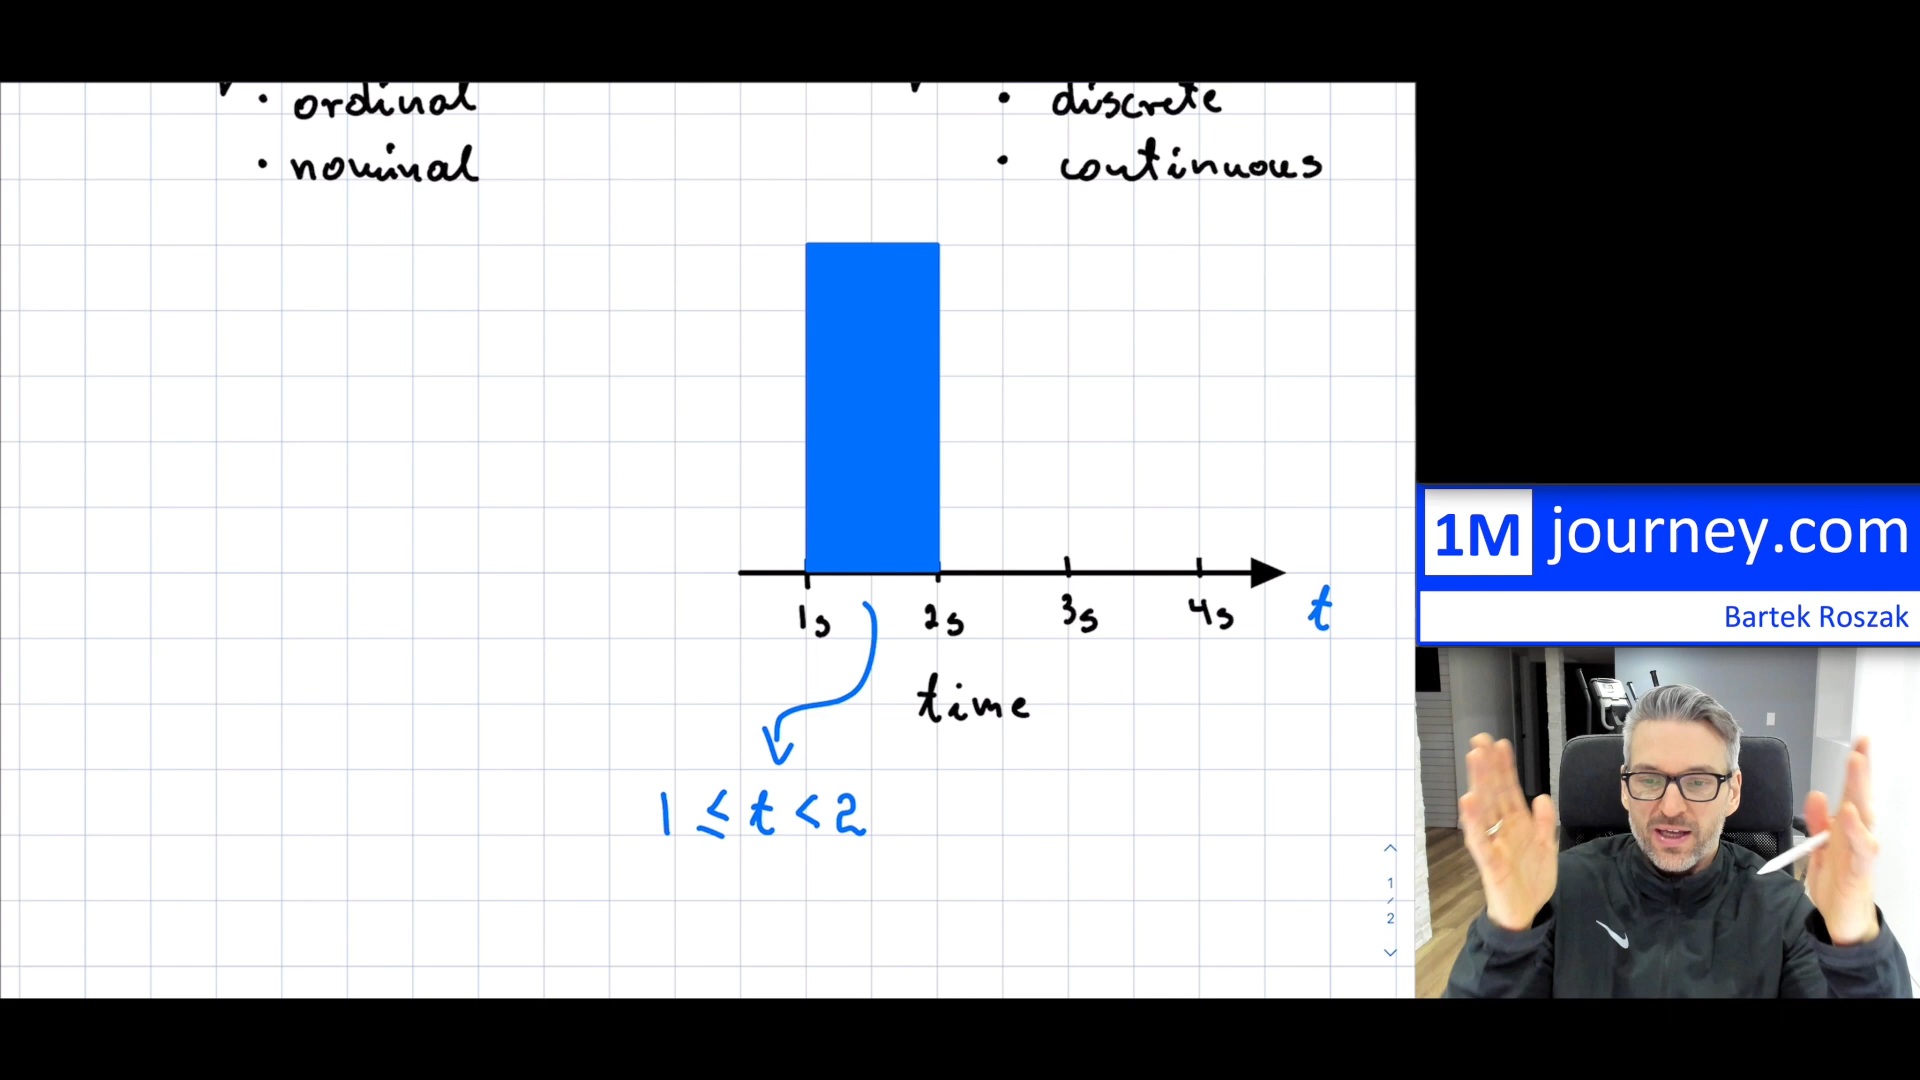 • ordinal
• nominal
• discrete
• continuous
1s 2s 3s 4s t
time
1 ≤ t < 2
1M journey.com
Bartek Roszak
1
/
2